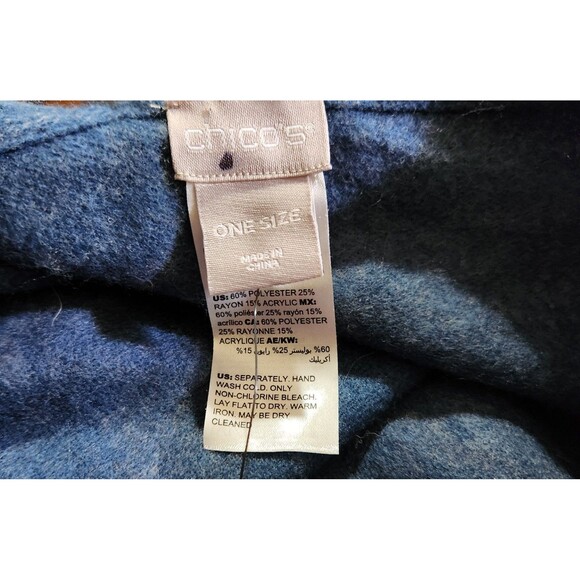 CHICO'S
ONE SIZE
MADE IN
CHINA
US: 60% POLYESTER 25%
RAYON 15% ACRYLIC MX:
60% poliéster 25% rayón 15%
acrílico CA: 60% POLYESTER
25% RAYONNE 15%
ACRYLIQUE AE/KW:
60% بوليستر 25% رايون 15%
أكريليك
US: SEPARATELY. HAND
WASH COLD. ONLY
NON-CHLORINE BLEACH.
LAY FLAT TO DRY. WARM
IRON. MAY BE DRY
CLEANED